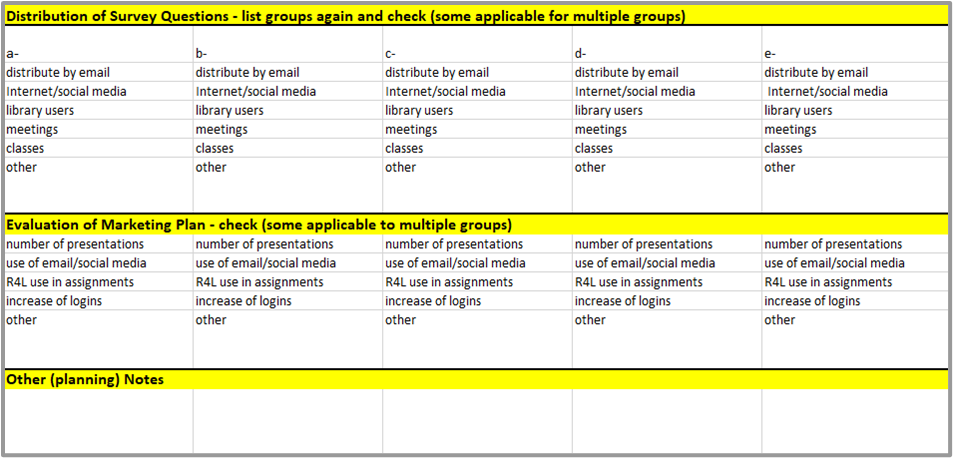 Distribution of Survey Questions - list groups again and check (some applicable for multiple groups)
a- b- c- d- e-
distribute by email distribute by email distribute by email distribute by email distribute by email
Internet/social media Internet/social media Internet/social media Internet/social media Internet/social media
library users library users library users library users library users
meetings meetings meetings meetings meetings
classes classes classes classes classes
other other other other other
Evaluation of Marketing Plan - check (some applicable to multiple groups)
number of presentations number of presentations number of presentations number of presentations number of presentations
use of email/social media use of email/social media use of email/social media use of email/social media use of email/social media
R4L use in assignments R4L use in assignments R4L use in assignments R4L use in assignments R4L use in assignments
increase of logins increase of logins increase of logins increase of logins increase of logins
other other other other other
Other (planning) Notes